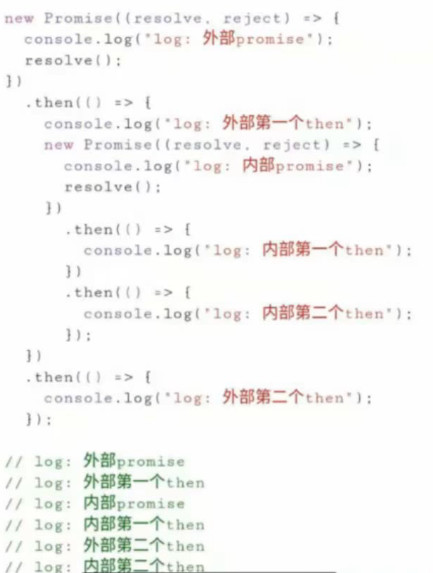 new Promise((resolve, reject) => {
console.log("log: 外部promise");
resolve();
})
.then(() => {
console.log("log: 外部第一个then");
new Promise((resolve, reject) => {
console.log("log: 内部promise");
resolve();
})
.then(() => {
console.log("log: 内部第一个then");
})
.then(() => {
console.log("log: 内部第二个then");
});
})
.then(() => {
console.log("log: 外部第二个then");
});
// log: 外部promise
// log: 外部第一个then
// log: 内部promise
// log: 内部第一个then
// log: 外部第二个then
// log: 内部第二个then